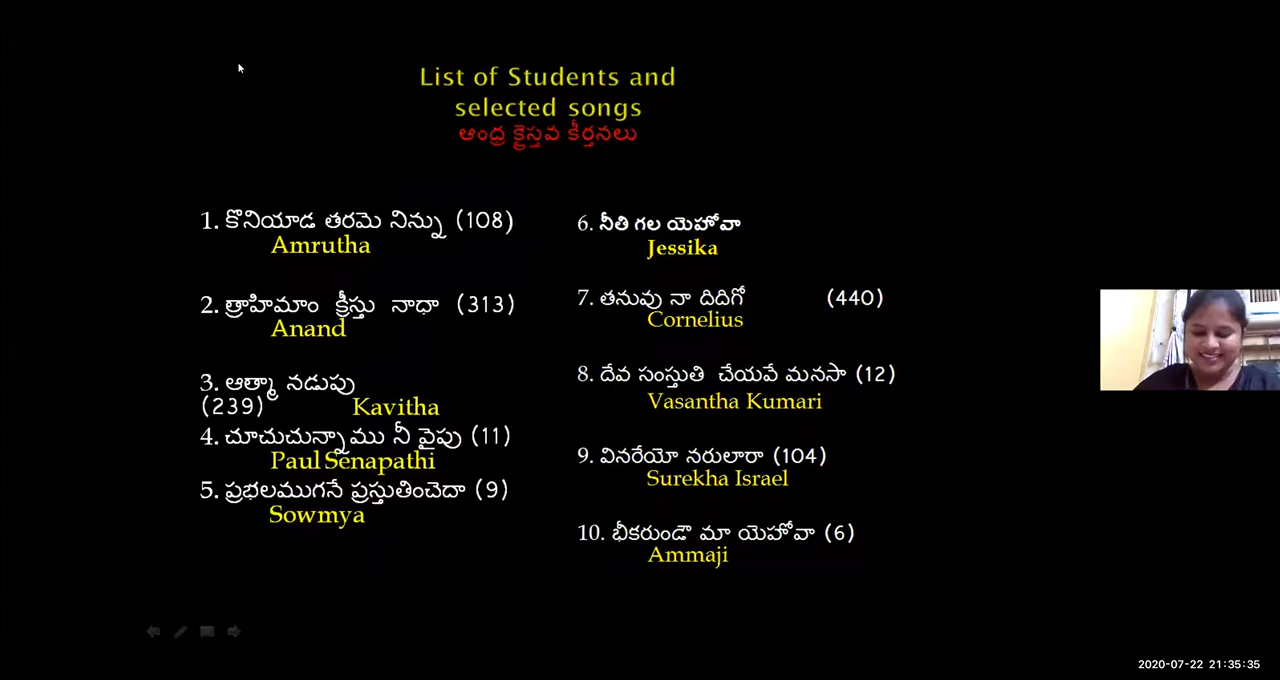 List of Students and
selected songs
ఆంధ్ర క్రైస్తవ కీర్తనలు
1. కొనియాడ తరమె నిన్ను (108)
Amrutha
2. త్రాహిమాం క్రీస్తు నాధా (313)
Anand
3. ఆత్మా నడుపు
(239) Kavitha
4. చూచుచున్నాము నీ వైపు (11)
Paul Senapathi
5. ప్రభలముగనే ప్రస్తుతించెదా (9)
Sowmya
6. నీతి గల యెహోవా
Jessika
7. తనువు నా దిదిగో (440)
Cornelius
8. దేవ సంస్తుతి చేయవే మనసా (12)
Vasantha Kumari
9. వినరేయో నరులారా (104)
Surekha Israel
10. భీకరుండౌ మా యెహోవా (6)
Ammaji
2020-07-22 21:35:35